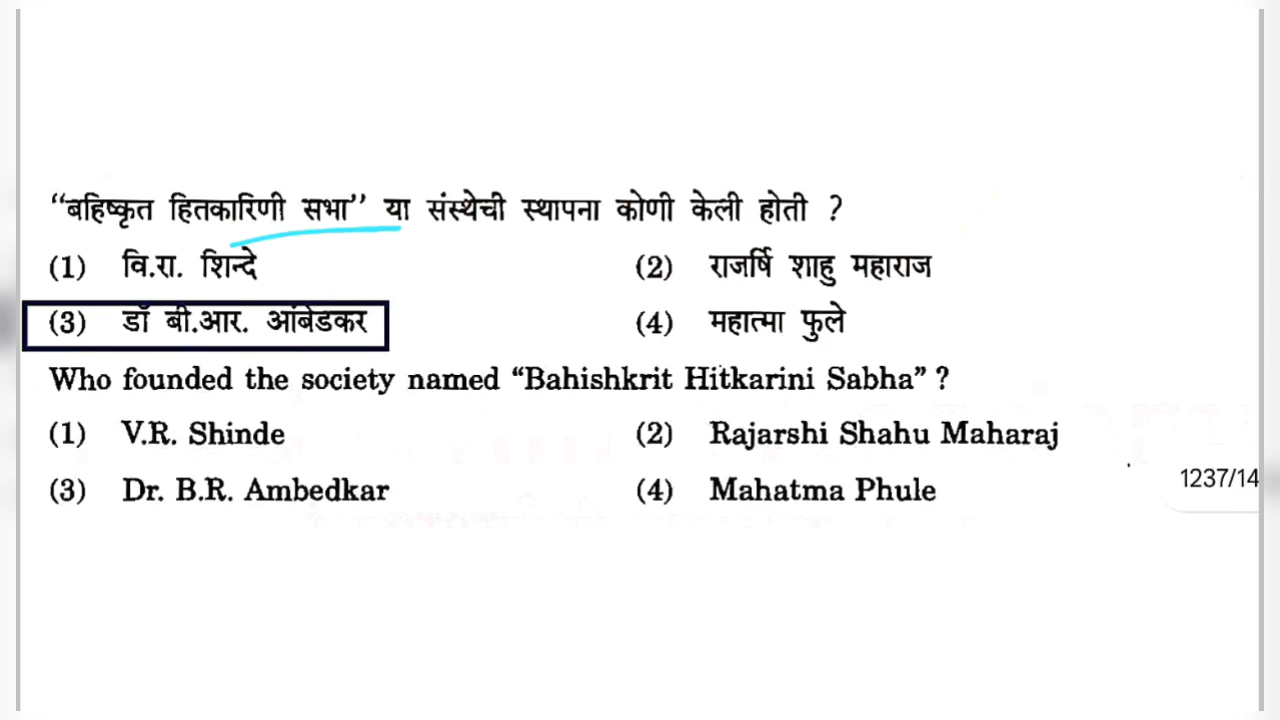 “बहिष्कृत हितकारिणी सभा” या संस्थेची स्थापना कोणी केली होती ?
(1) वि.रा. शिन्दे (2) राजर्षि शाहु महाराज
(3) डॉ बी.आर. आंबेडकर (4) महात्मा फुले
Who founded the society named “Bahishkrit Hitkarini Sabha” ?
(1) V.R. Shinde (2) Rajarshi Shahu Maharaj
(3) Dr. B.R. Ambedkar (4) Mahatma Phule
1237/14